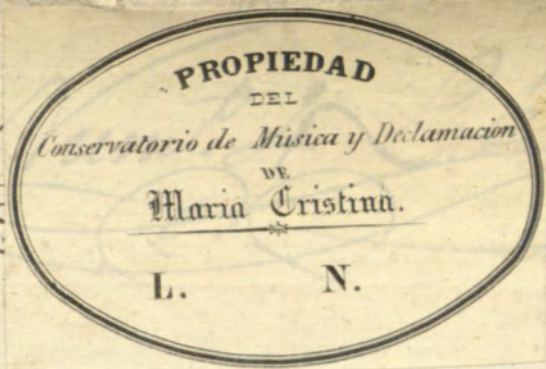 PROPIEDAD
DEL
Conservatorio de Música y Declamacion
DE
Maria Cristina.
L. N.